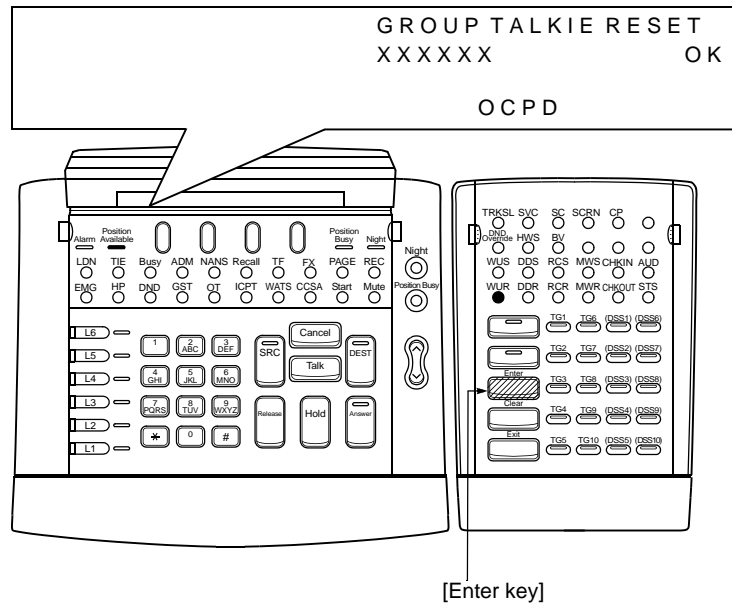 GROUP TALKIE RESET
XXXXXX OK
OCPD
Alarm Position Available Position Busy Night
LDN TIE Busy ADM NANS Recall TF FX PAGE REC
EMG HP DND GST OT ICPT WATS CCSA Start Mute
Night
Position Busy
L6
L5
L4
L3
L2
L1
1 2 ABC 3 DEF
4 GHI 5 JKL 6 MNO
7 PQRS 8 TUV 9 WXYZ
* 0 #
SRC Cancel DEST
Talk
Release Hold Answer
TRKSL SVC SC SCRN CP
DND Override HWS BV
WUS DDS RCS MWS CHKIN AUD
WUR DDR RCR MWR CHKOUT STS
TG1 TG6 (DSS1) (DSS6)
TG2 TG7 (DSS2) (DSS7)
Enter
TG3 TG8 (DSS3) (DSS8)
Clear
TG4 TG9 (DSS4) (DSS9)
Exit
TG5 TG10 (DSS5) (DSS10)
[Enter key]